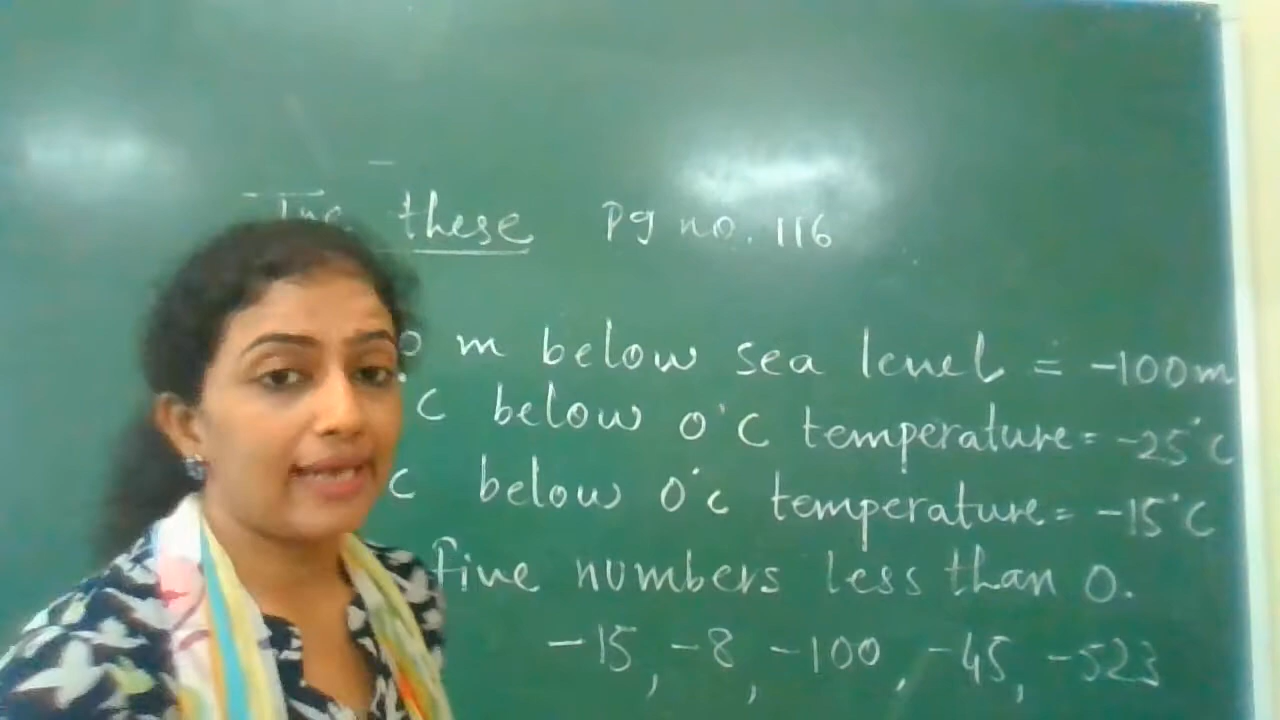 these Pg no. 116
0 m below sea level = -100m
°C below 0°C temperature = -25°C
c below 0°c temperature = -15°C
five numbers less than 0.
-15, -8, -100, -45, -523